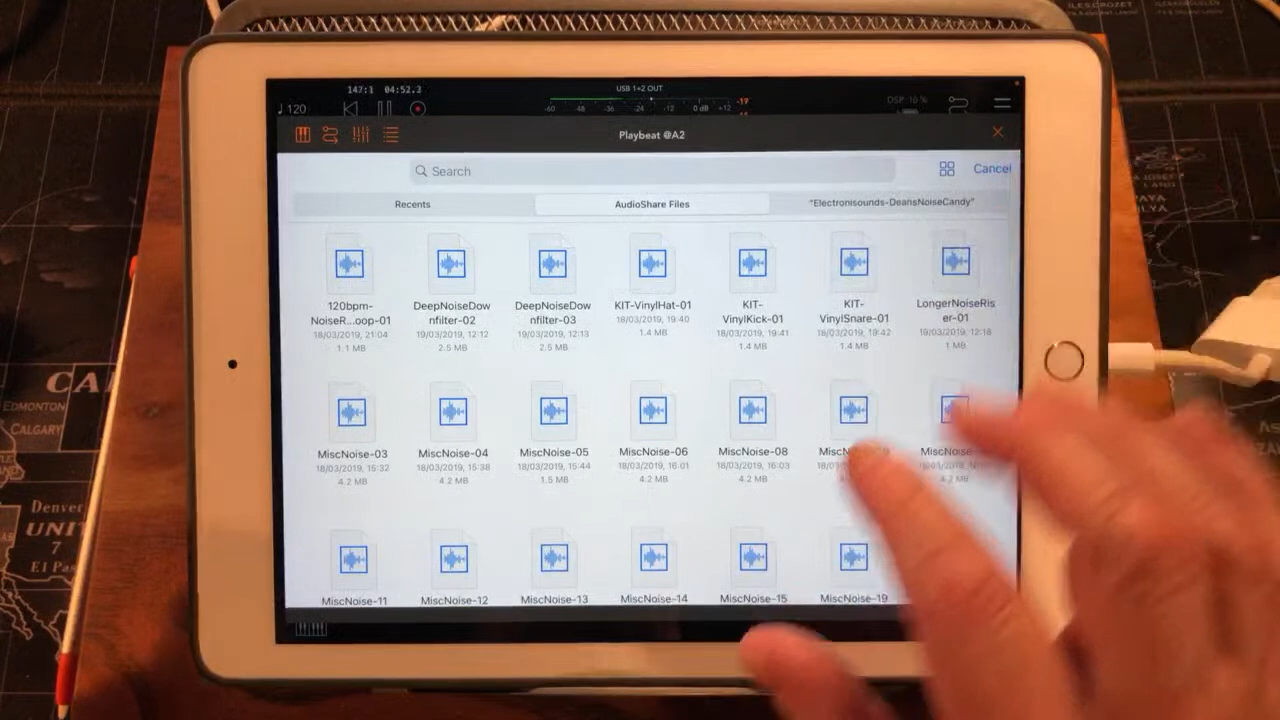 147:1 04:52.3
USB 1+2 OUT
120
-60 -48 -36 -24 -12 0 dB +12
-17
DSP 16 %
Playbeat @A2
Search
Cancel
Recents
AudioShare Files
"Electronisounds-DeansNoiseCandy"
120bpm-
NoiseR...oop-01
18/03/2019, 21:04
1.1 MB
DeepNoiseDow
nfilter-02
19/03/2019, 12:12
2.5 MB
DeepNoiseDow
nfilter-03
19/03/2019, 12:13
2.5 MB
KIT-VinylHat-01
18/03/2019, 19:40
1.4 MB
KIT-
VinylKick-01
18/03/2019, 19:41
1.4 MB
KIT-
VinylSnare-01
18/03/2019, 19:42
1.4 MB
LongerNoiseRis
er-01
19/03/2019, 12:18
1 MB
MiscNoise-03
18/03/2019, 15:32
4.2 MB
MiscNoise-04
18/03/2019, 15:38
4.2 MB
MiscNoise-05
18/03/2019, 15:44
1.5 MB
MiscNoise-06
18/03/2019, 16:01
4.2 MB
MiscNoise-08
18/03/2019, 16:03
4.2 MB
MiscNoise-11
MiscNoise-12
MiscNoise-13
MiscNoise-14
MiscNoise-15
MiscNoise-19
EDMONTON
CALGARY
Denver
UNIT
7
El Paso